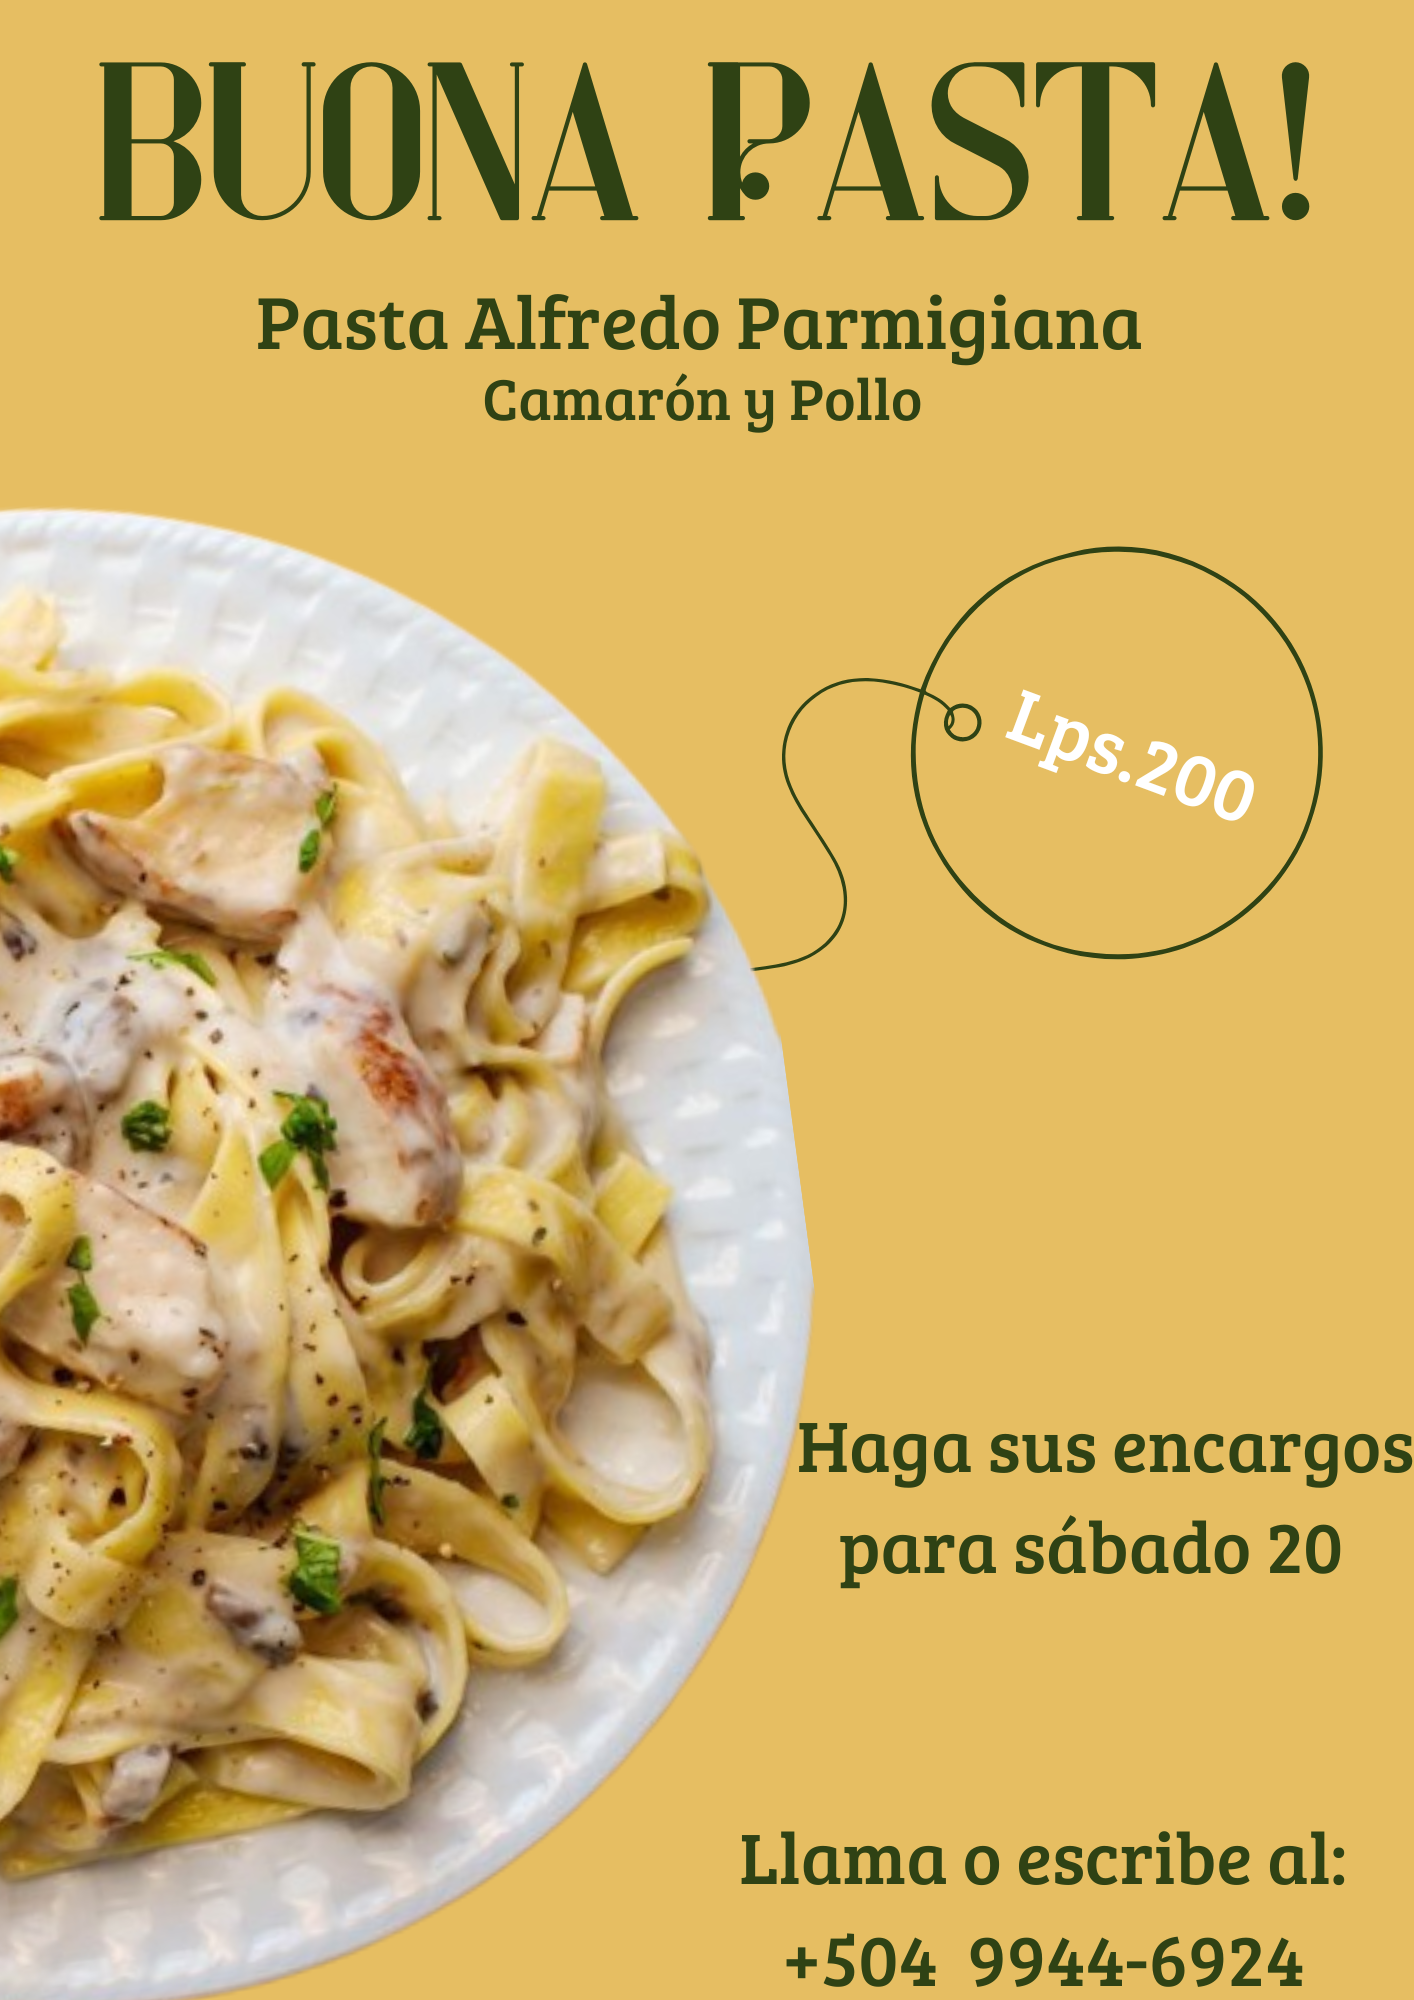 BUONA PASTA!
Pasta Alfredo Parmigiana
Camarón y Pollo
Lps.200
Haga sus encargos
para sábado 20
Llama o escribe al:
+504 9944-6924